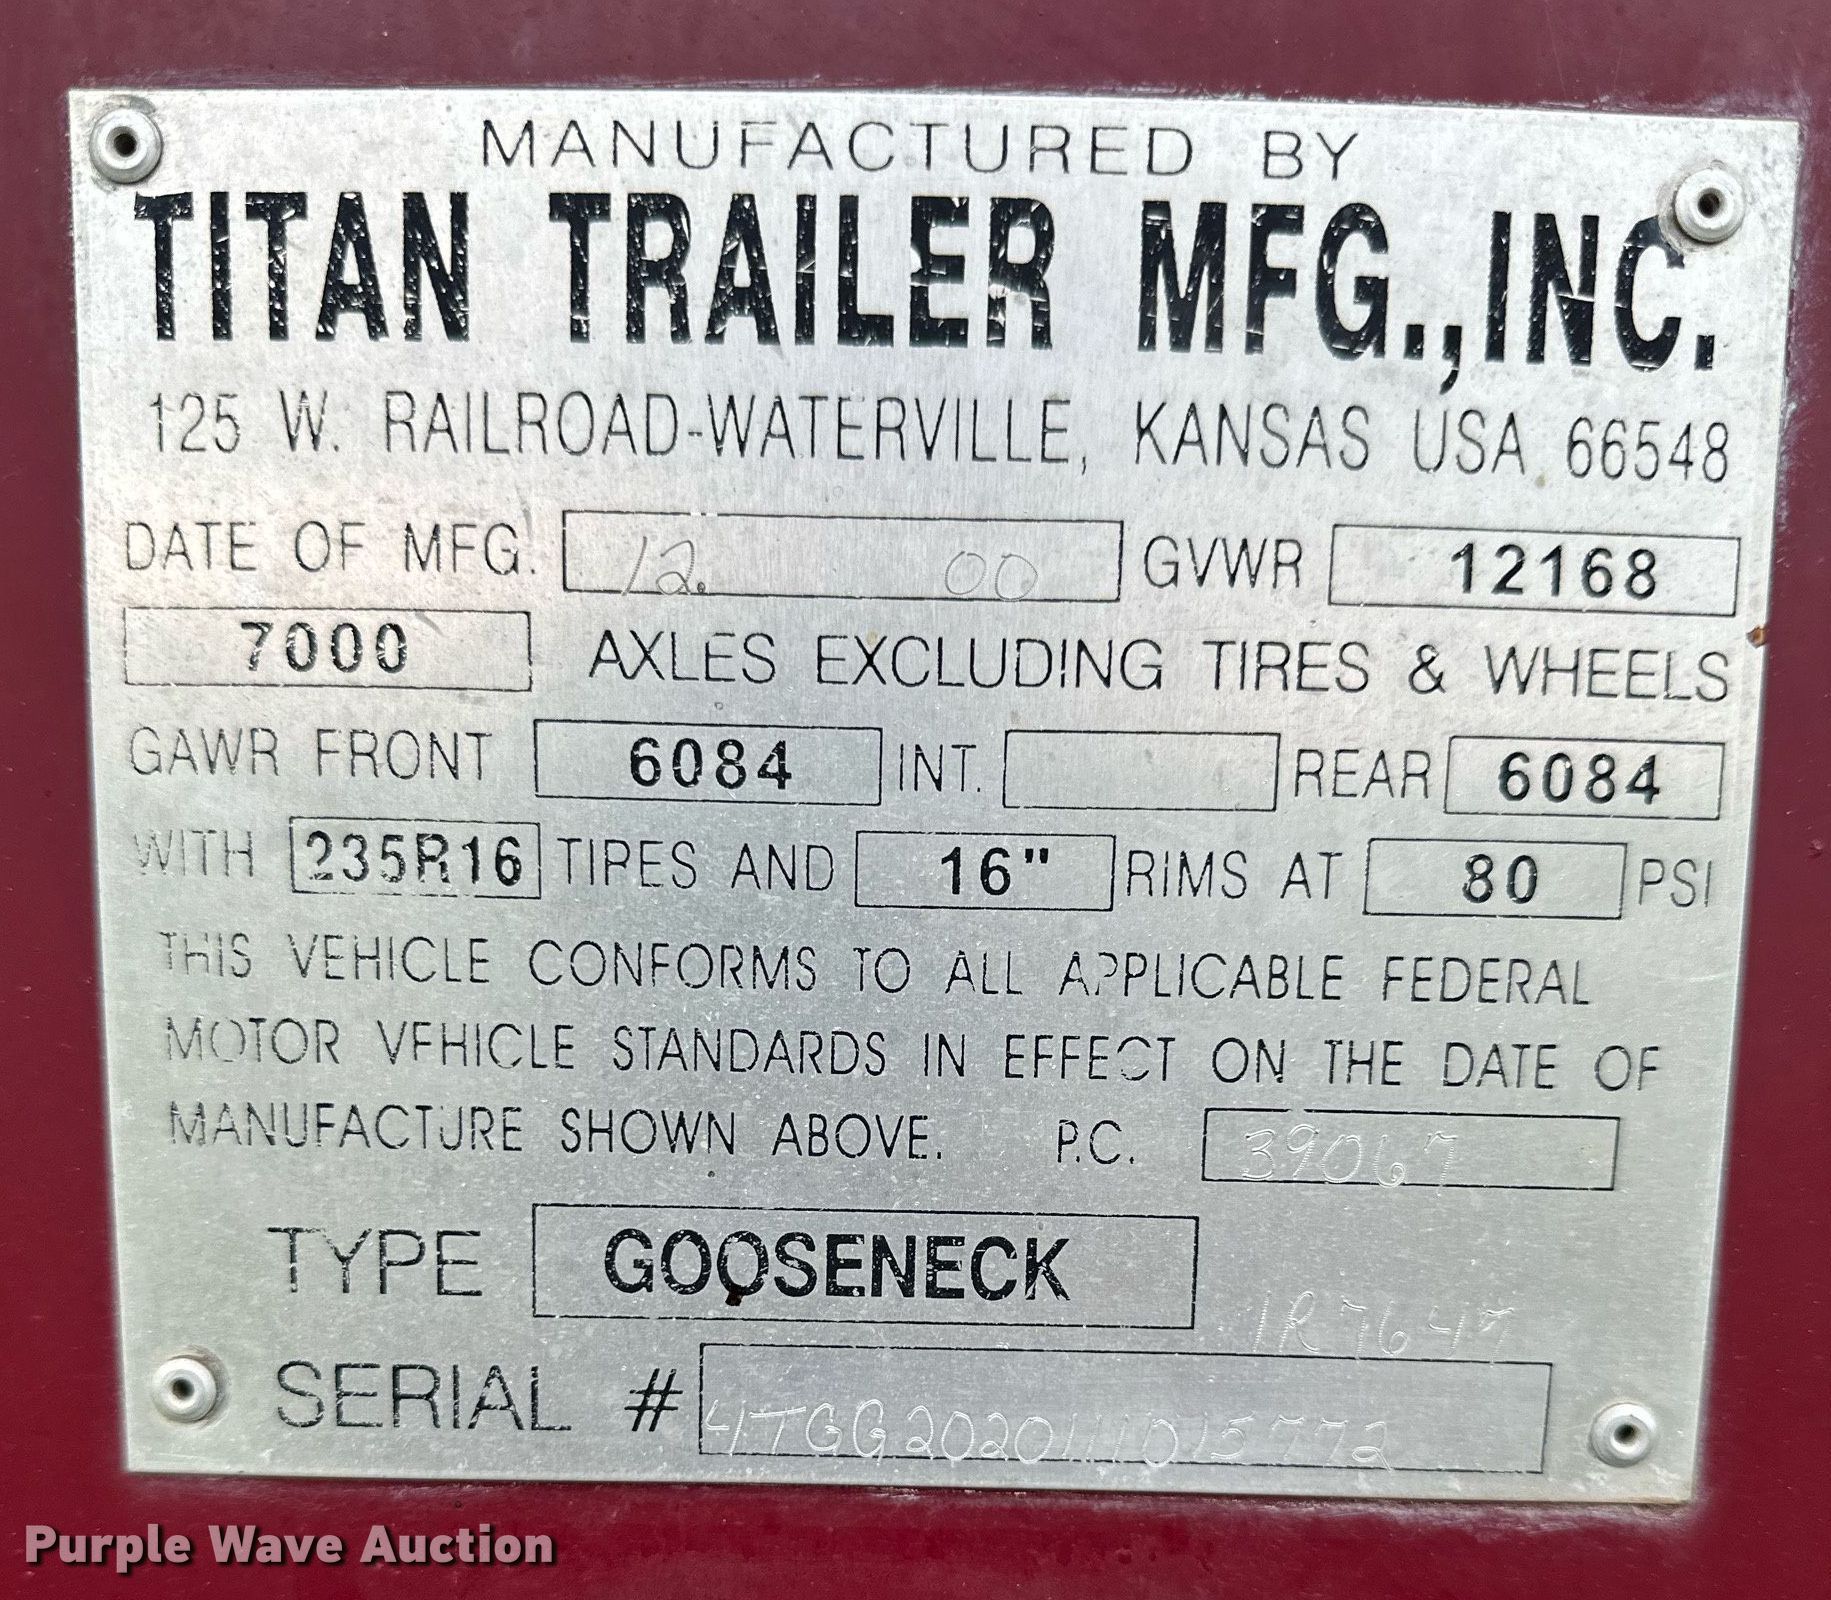 MANUFACTURED BY
TITAN TRAILER MFG., INC.
125 W. RAILROAD-WATERVILLE, KANSAS USA 66548
DATE OF MFG. 12. 00 GVWR 12168
7000 AXLES EXCLUDING TIRES & WHEELS
GAWR FRONT 6084 INT. REAR 6084
WITH 235R16 TIRES AND 16" RIMS AT 80 PSI
THIS VEHICLE CONFORMS TO ALL APPLICABLE FEDERAL
MOTOR VEHICLE STANDARDS IN EFFECT ON THE DATE OF
MANUFACTURE SHOWN ABOVE. P.C. 39067
TYPE GOOSENECK
1R7647
SERIAL # 4TGG2020111015772
Purple Wave Auction